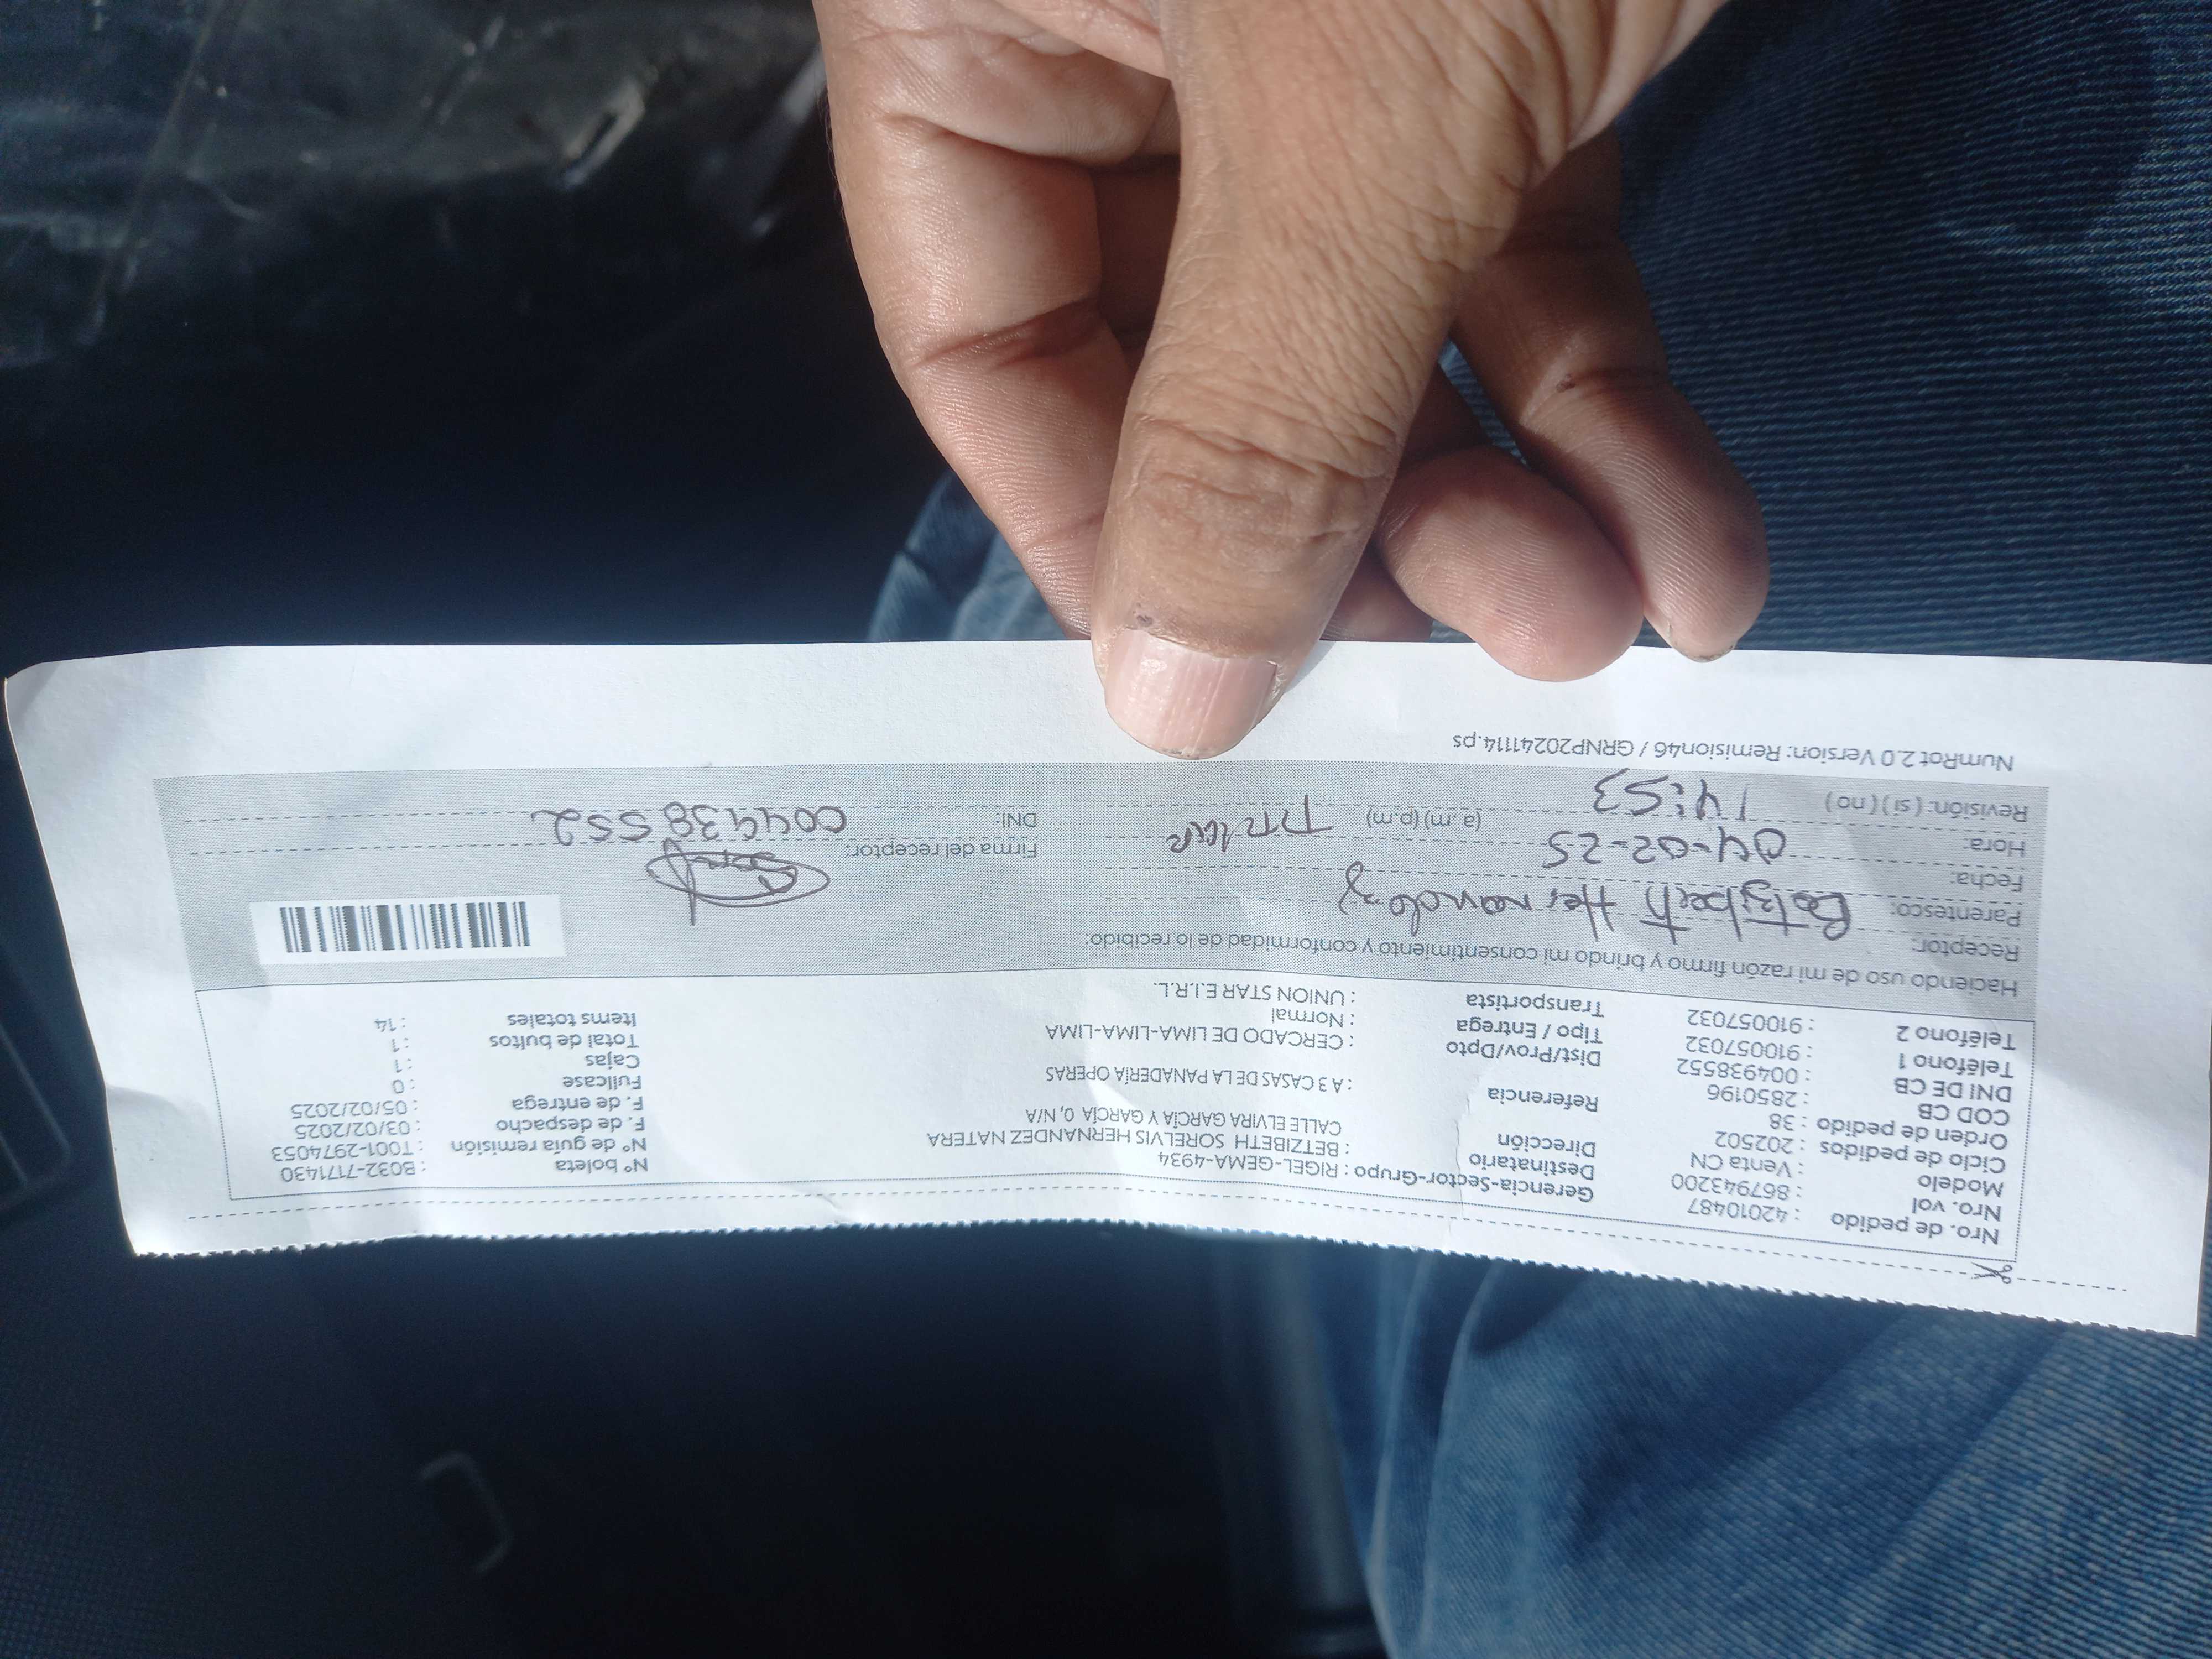 Nro. de pedido : 42010487
Nro. vol : 867943200
Modelo : Venta CN
Ciclo de pedidos : 202502
Orden de pedido : 38
COD CB : 2850196
DNI DE CB : 004938552
Teléfono 1 : 910057032
Teléfono 2 : 910057032
Gerencia-Sector-Grupo : RIGEL-GEMA-4934
Destinatario : BETZIBETH SORELVIS HERNANDEZ NATERA
Dirección CALLE ELVIRA GARCÍA Y GARCÍA 0, N/A
Referencia : A 3 CASAS DE LA PANADERÍA OPERAS
Dist/Prov/Dpto : CERCADO DE LIMA-LIMA-LIMA
Tipo / Entrega : Normal
Transportista : UNION STAR E.I.R.L.
N° boleta : B032-7171430
N° de guía remisión : T001-2974053
F. de despacho : 03/02/2025
F. de entrega : 05/02/2025
Fullcase : 0
Cajas : 1
Total de bultos : 1
Items totales : 14
Haciendo uso de mi razón firmo y brindo mi consentimiento y conformidad de lo recibido:
Receptor: Betzibeth Hernandez
Parentesco:
Fecha: 04-02-25
Hora: 14:53 (a.m) (p.m)
Revisión: ( si ) ( no )
Firma del receptor:
DNI: 004938552
NumRot 2.0 Version: Remision46 / GRNP20241114.ps